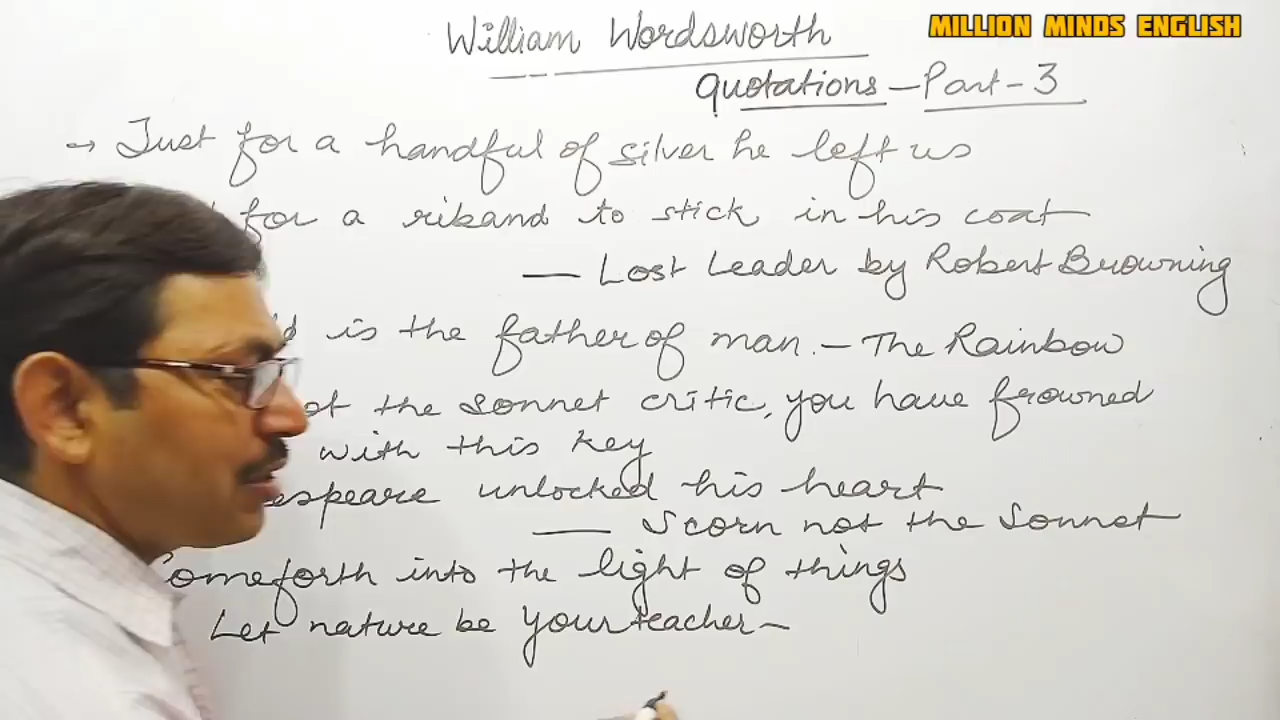 William Wordsworth
MILLION MINDS ENGLISH
Quotations - Part - 3
→ Just for a handful of silver he left us
for a riband to stick in his coat
— Lost Leader by Robert Browning
is the father of man. - The Rainbow
the sonnet critic, you have frowned
with this key
espeare unlocked his heart
— Scorn not the Sonnet
Come forth into the light of things
Let nature be your teacher -